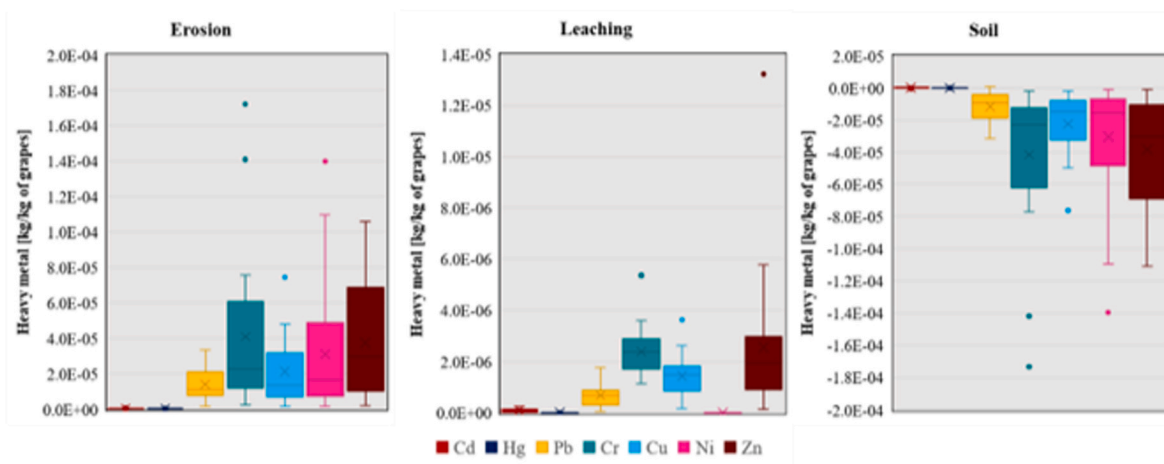 Erosion
Heavy metal [kg/kg of grapes]
2.0E-04
1.8E-04
1.6E-04
1.4E-04
1.2E-04
1.0E-04
8.0E-05
6.0E-05
4.0E-05
2.0E-05
0.0E+00
Leaching
Heavy metal [kg/kg of grapes]
1.4E-05
1.2E-05
1.0E-05
8.0E-06
6.0E-06
4.0E-06
2.0E-06
0.0E+00
Soil
Heavy metal [kg/kg of grapes]
2.0E-05
0.0E+00
-2.0E-05
-4.0E-05
-6.0E-05
-8.0E-05
-1.0E-04
-1.2E-04
-1.4E-04
-1.6E-04
-1.8E-04
-2.0E-04
Cd Hg Pb Cr Cu Ni Zn